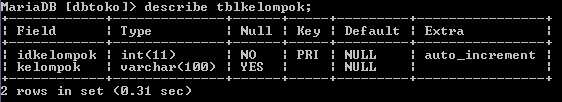 MariaDB [dbtoko]> describe tblkelompok;
+------------+--------------+------+-----+---------+----------------+
| Field      | Type         | Null | Key | Default | Extra          |
+------------+--------------+------+-----+---------+----------------+
| idkelompok | int(11)      | NO   | PRI | NULL    | auto_increment |
| kelompok   | varchar(100) | YES  |     | NULL    |                |
+------------+--------------+------+-----+---------+----------------+
2 rows in set (0.31 sec)